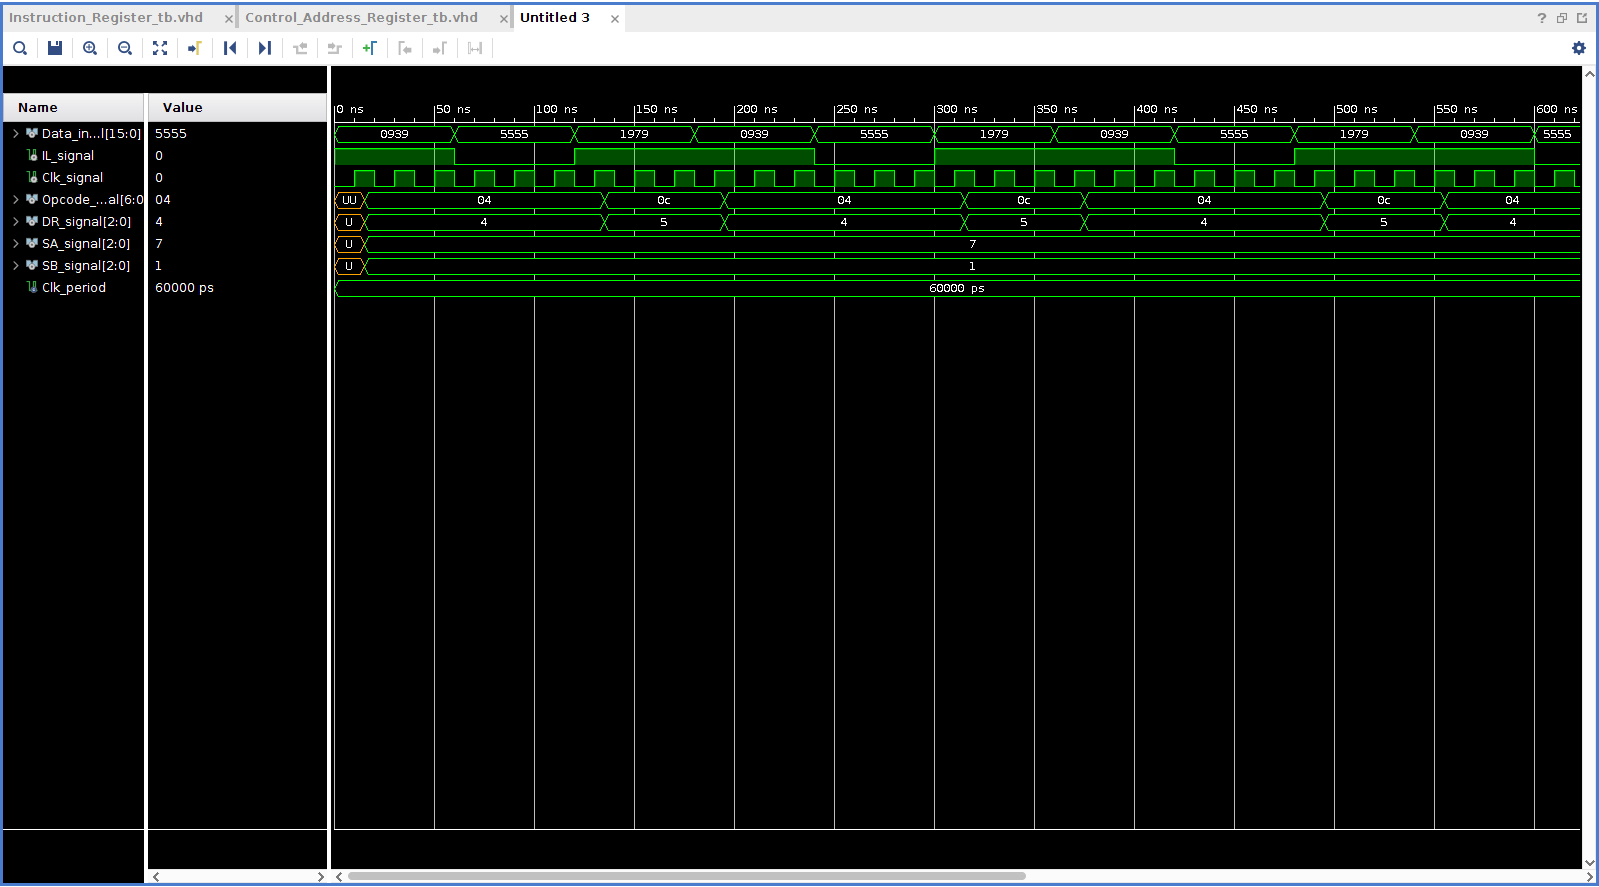 Instruction_Register_tb.vhd × Control_Address_Register_tb.vhd × Untitled 3 × ?
Name Value 0 ns 50 ns 100 ns 150 ns 200 ns 250 ns 300 ns 350 ns 400 ns 450 ns 500 ns 550 ns 600 ns
Data_in...l[15:0] 5555 0939 5555 1979 0939 5555 1979 0939 5555 1979 0939 5555
IL_signal 0
Clk_signal 0
Opcode_...al[6:0 04 UU 04 0c 04 0c 04 0c 04
DR_signal[2:0] 4 U 4 5 4 5 4 5 4
SA_signal[2:0] 7 U 7
SB_signal[2:0] 1 U 1
Clk_period 60000 ps 60000 ps